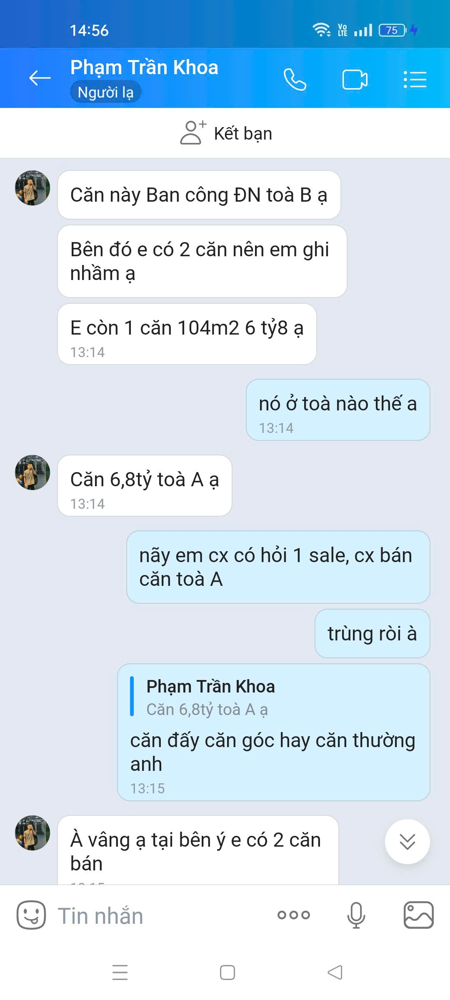 14:56
Vo
LTE
75
Phạm Trần Khoa
Người lạ
Kết bạn
Căn này Ban công ĐN toà B ạ
Bên đó e có 2 căn nên em ghi
nhầm ạ
E còn 1 căn 104m2 6 tỷ8 ạ
13:14
nó ở toà nào thế a
13:14
Căn 6,8tỷ toà A ạ
13:14
nãy em cx có hỏi 1 sale, cx bán
căn toà A
trùng ròi à
Phạm Trần Khoa
Căn 6,8tỷ toà A ạ
căn đấy căn góc hay căn thường
anh
13:15
À vâng ạ tại bên ý e có 2 căn
bán
Tin nhắn